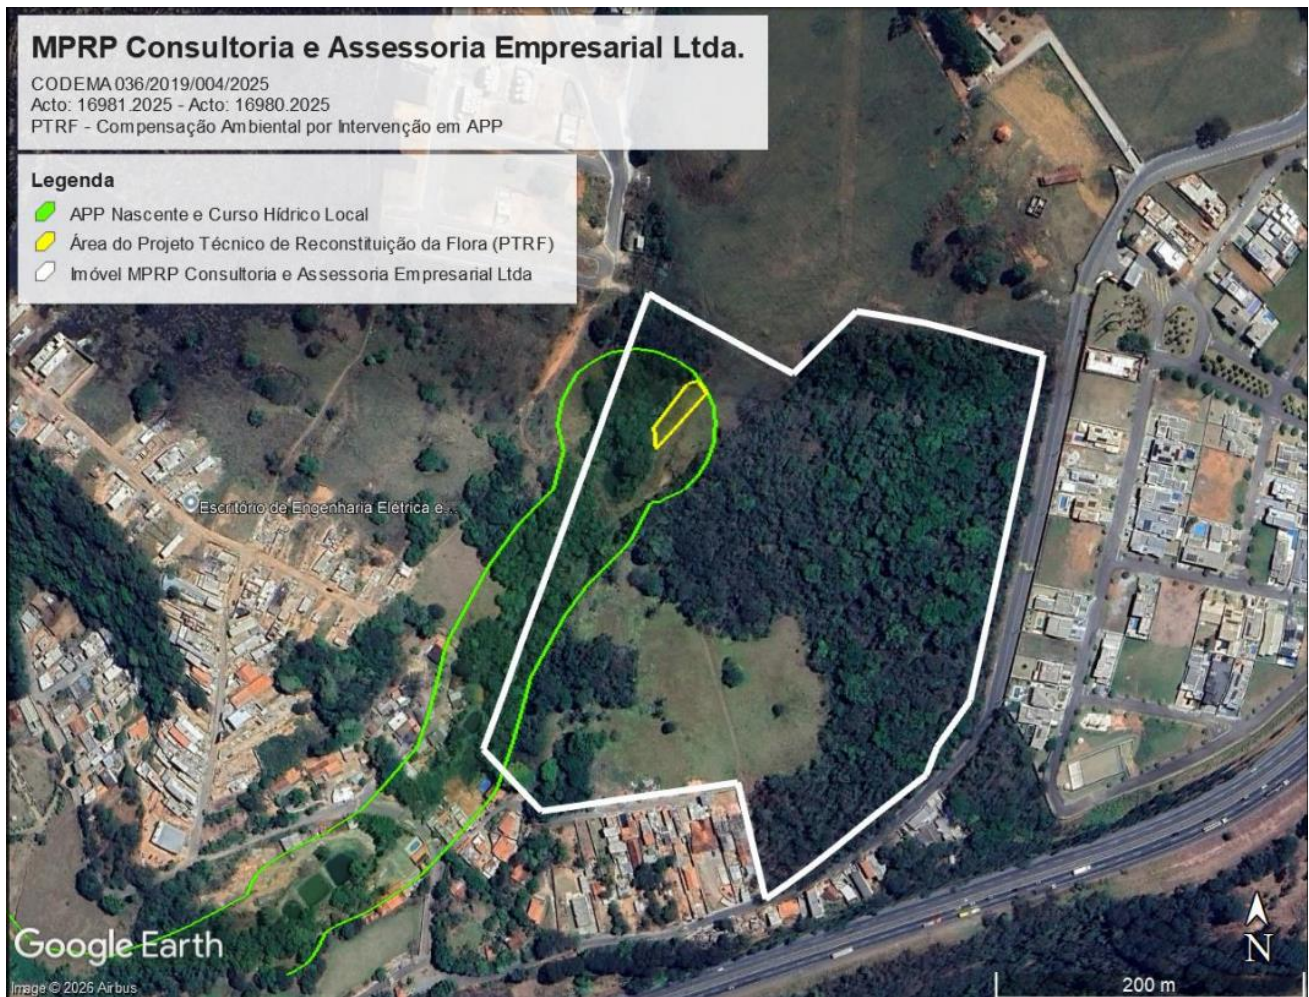 MPRP Consultoria e Assessoria Empresarial Ltda.
CODEMA 036/2019/004/2025
Acto: 16981.2025 - Acto: 16980.2025
PTRF - Compensação Ambiental por Intervenção em APP
Legenda
APP Nascente e Curso Hídrico Local
Área do Projeto Técnico de Reconstituição da Flora (PTRF)
Imóvel MPRP Consultoria e Assessoria Empresarial Ltda
Escritório de Engenharia Elétrica e...
Google Earth
N
Image © 2026 Airbus
200 m